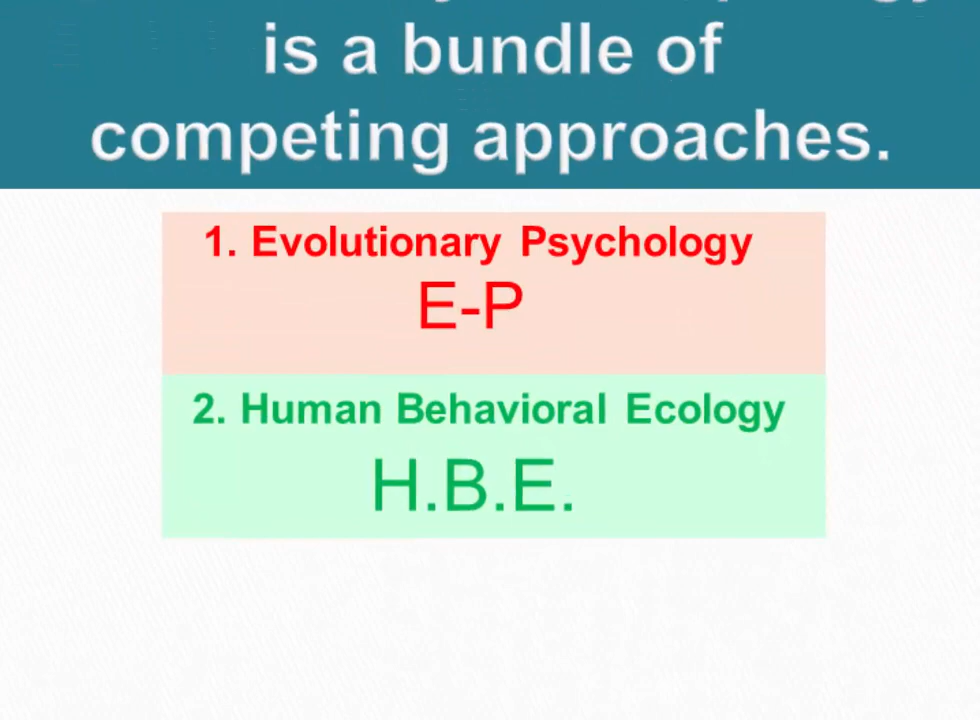 is a bundle of
competing approaches.
1. Evolutionary Psychology
E-P
2. Human Behavioral Ecology
H.B.E.